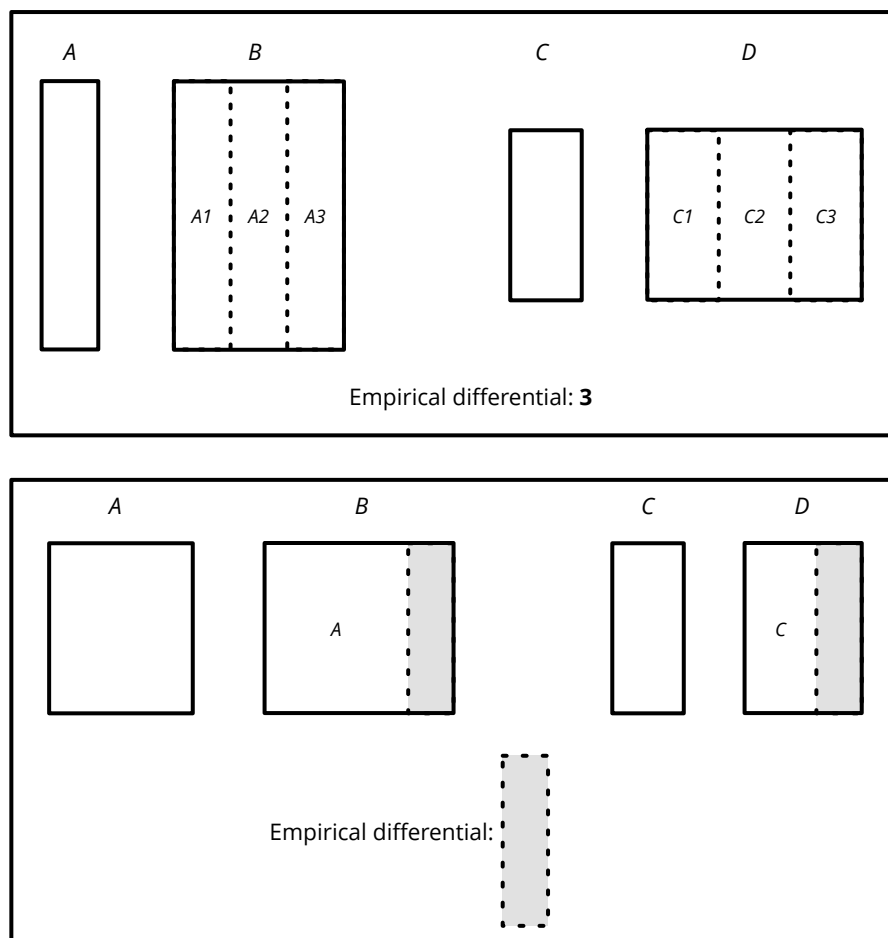 A B C D
A1 A2 A3 C1 C2 C3
Empirical differential: 3
A B C D
A C
Empirical differential: